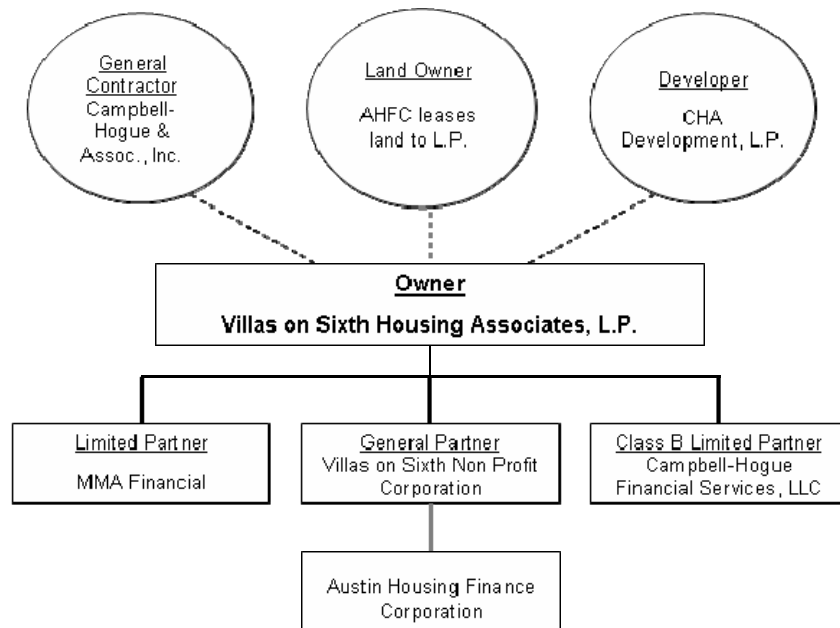 General
Contractor
Campbell-
Hogue &
Assoc., Inc.
Land Owner
AHFC leases
land to L.P.
Developer
CHA
Development, L.P.
Owner
Villas on Sixth Housing Associates, L.P.
Limited Partner
MMA Financial
General Partner
Villas on Sixth Non Profit
Corporation
Class B Limited Partner
Campbell-Hogue
Financial Services, LLC
Austin Housing Finance
Corporation